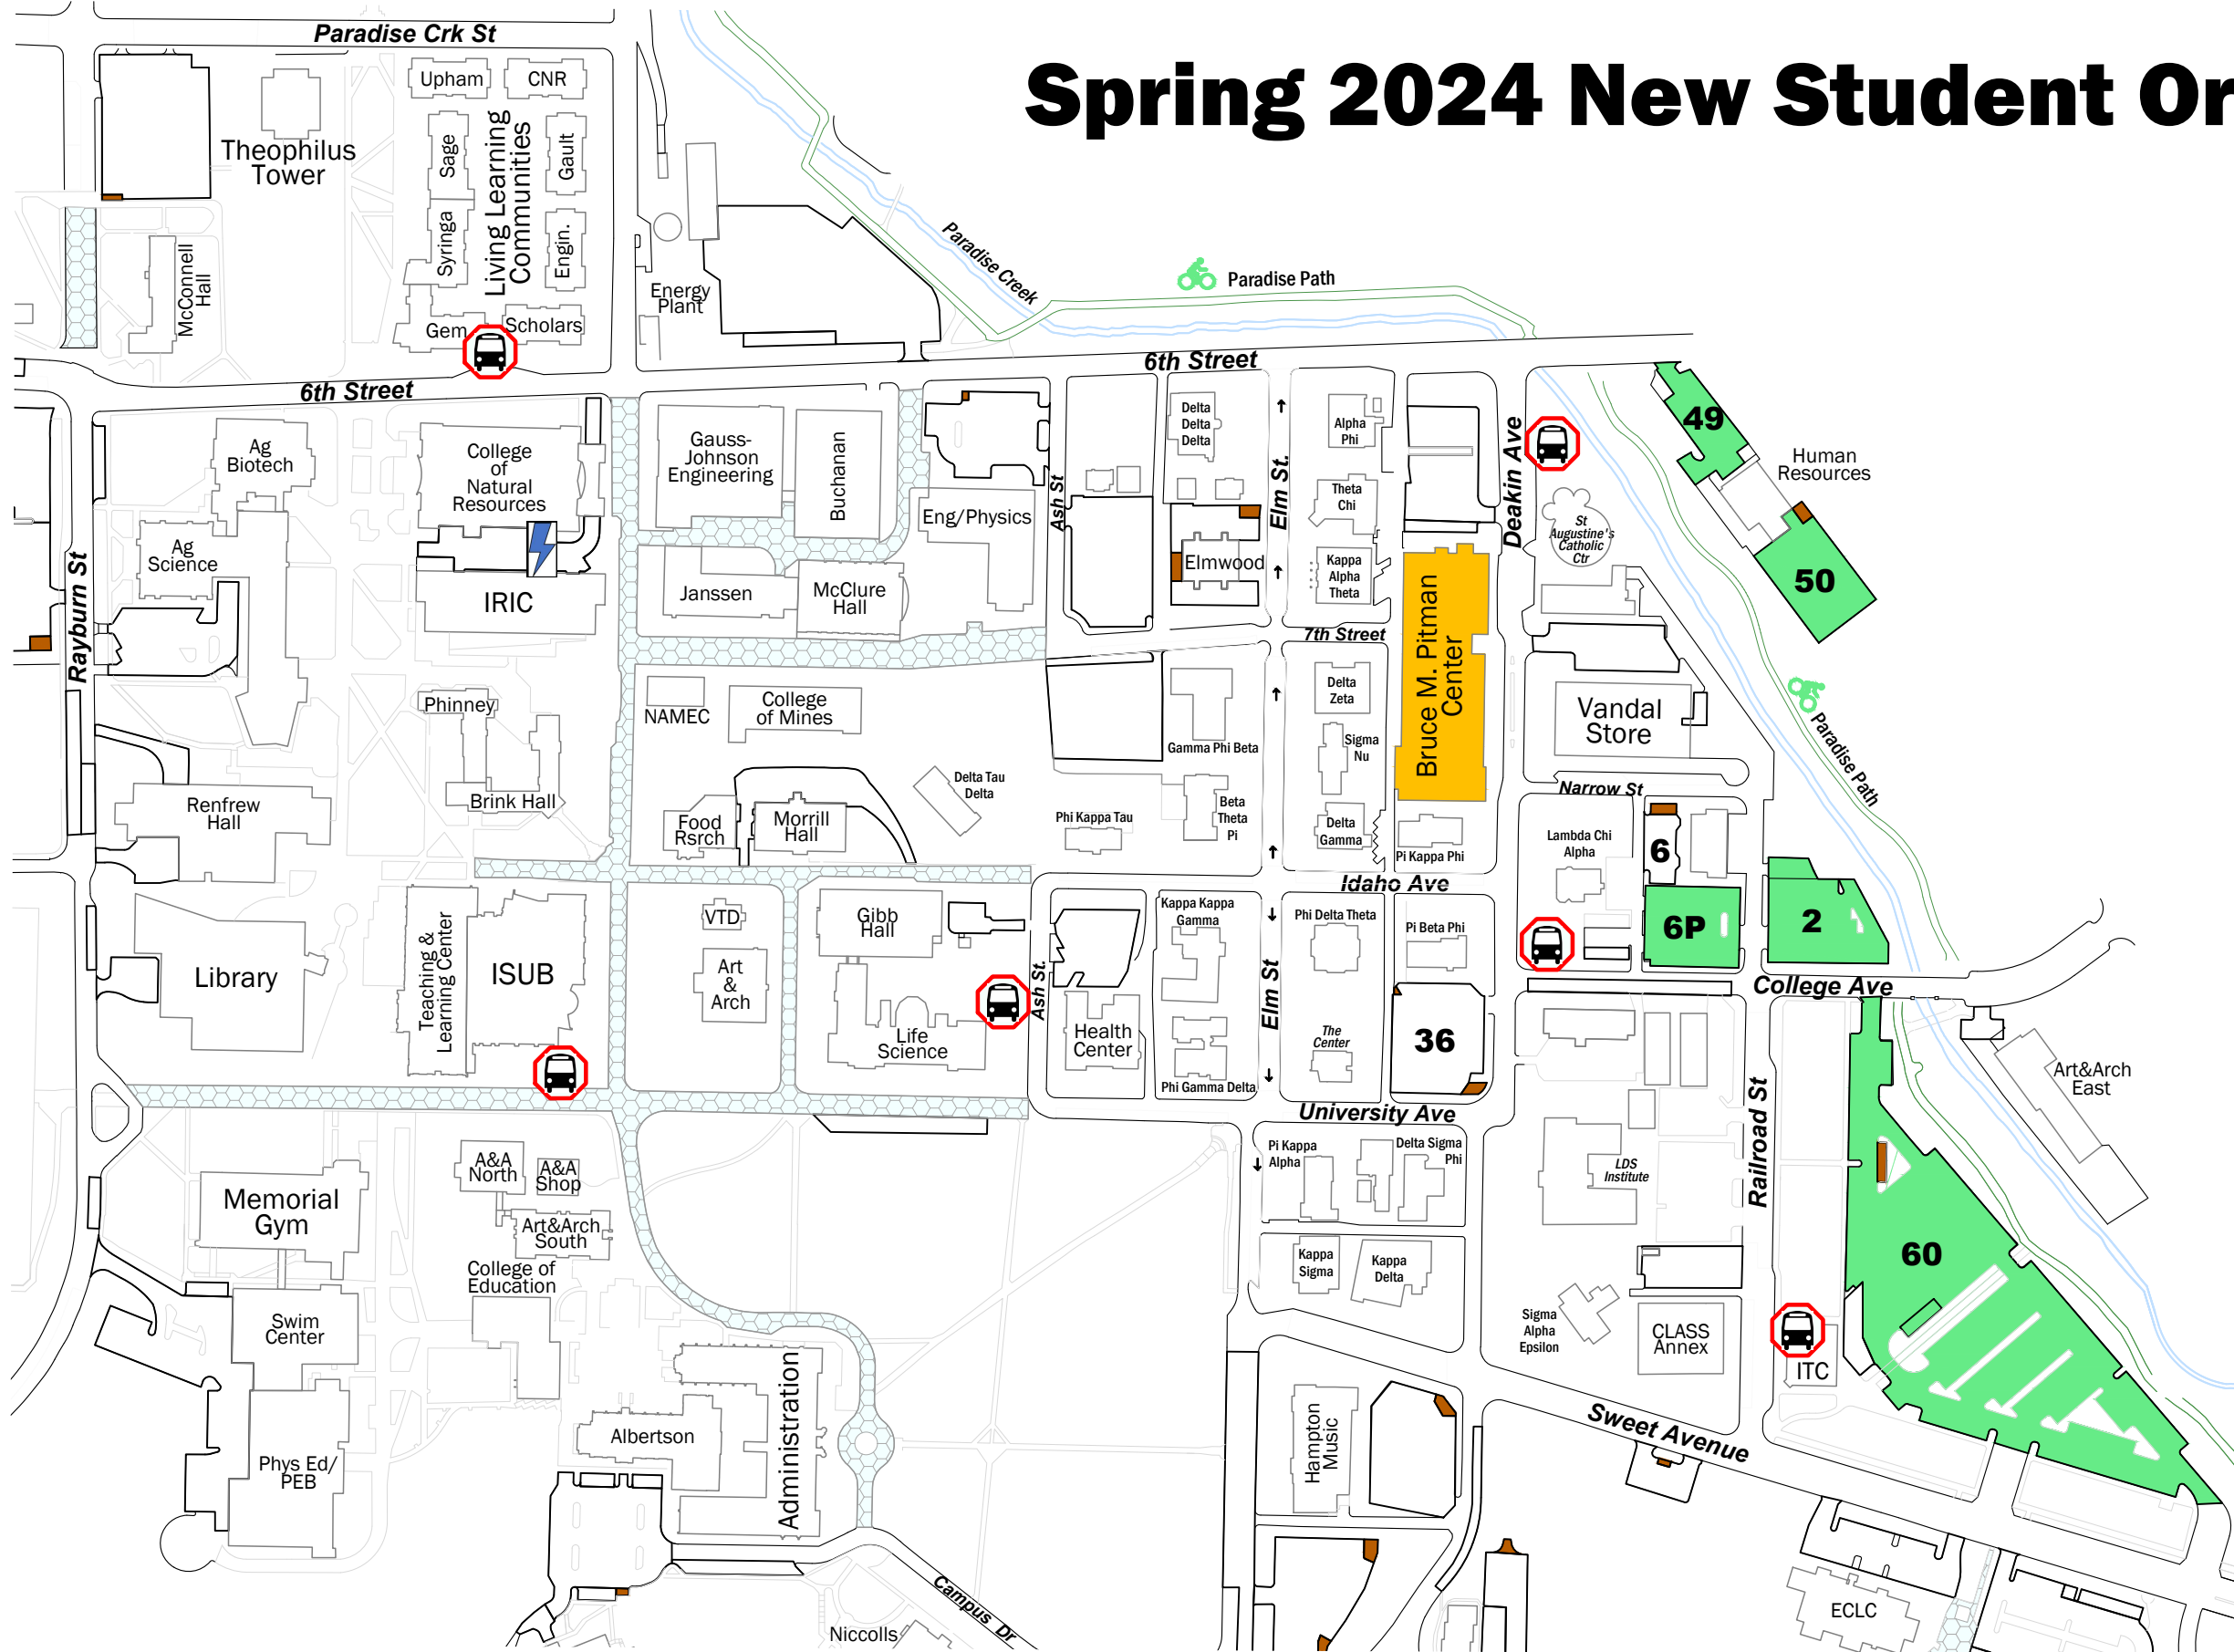 Spring 2024 New Student Or
Paradise Crk St
Upham
CNR
Theophilus
Tower
Sage
Living Learning
Communities
Gault
Syringa
Engin.
McConnell
Hall
Gem
Scholars
Energy
Plant
Paradise Creek
Paradise Path
6th Street
6th Street
Ag
Biotech
College
of
Natural
Resources
Gauss-
Johnson
Engineering
Buchanan
Eng/Physics
Ash St
Delta
Delta
Delta
Elm St.
Alpha
Phi
Theta
Chi
Deakin Ave
St
Augustine's
Catholic
Ctr
49
Human
Resources
50
Rayburn St
Ag
Science
IRIC
Janssen
McClure
Hall
Elmwood
Kappa
Alpha
Theta
7th Street
Bruce M. Pitman
Center
Phinney
NAMEC
College
of Mines
Gamma Phi Beta
Delta
Zeta
Sigma
Nu
Vandal
Store
Paradise Path
Narrow St
Renfrew
Hall
Brink Hall
Food
Rsrch
Morrill
Hall
Delta Tau
Delta
Phi Kappa Tau
Beta
Theta
Pi
Delta
Gamma
Pi Kappa Phi
Lambda Chi
Alpha
6
Idaho Ave
6P
2
Library
Teaching &
Learning Center
ISUB
VTD
Art
&
Arch
Gibb
Hall
Life
Science
Ash St.
Health
Center
Kappa Kappa
Gamma
Phi Gamma Delta
Elm St
Phi Delta Theta
The
Center
Pi Beta Phi
36
College Ave
University Ave
Art&Arch
East
Railroad St
Memorial
Gym
A&A
North
A&A
Shop
Art&Arch
South
College of
Education
Pi Kappa
Alpha
Delta Sigma
Phi
LDS
Institute
60
Kappa
Sigma
Kappa
Delta
Swim
Center
Sigma
Alpha
Epsilon
CLASS
Annex
ITC
Phys Ed/
PEB
Albertson
Administration
Hampton
Music
Sweet Avenue
Campus Dr
Niccolls
ECLC